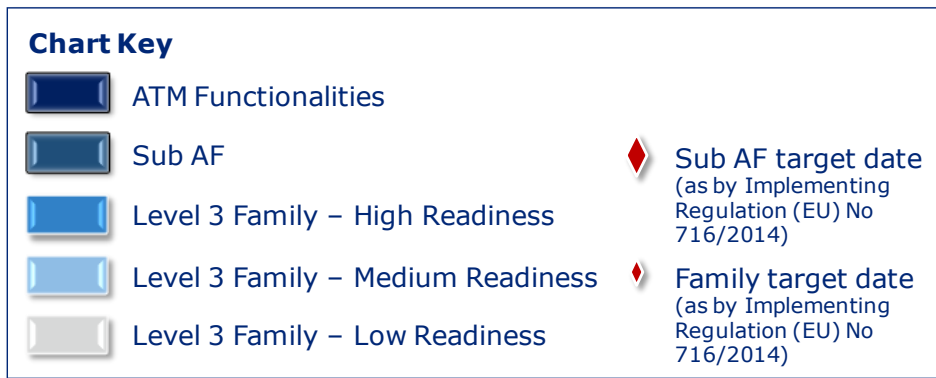 Chart Key
ATM Functionalities
Sub AF
Level 3 Family – High Readiness
Level 3 Family – Medium Readiness
Level 3 Family – Low Readiness
Sub AF target date
(as by Implementing
Regulation (EU) No
716/2014)
Family target date
(as by Implementing
Regulation (EU) No
716/2014)